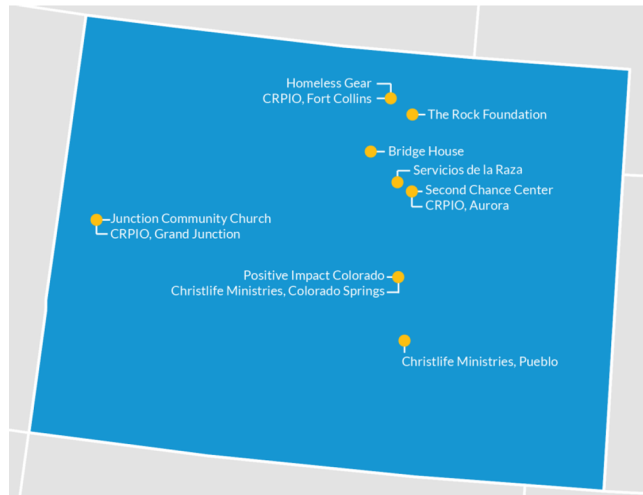 Homeless Gear
CRPIO, Fort Collins
The Rock Foundation
Bridge House
Servicios de la Raza
Second Chance Center
CRPIO, Aurora
Junction Community Church
CRPIO, Grand Junction
Positive Impact Colorado
Christlife Ministries, Colorado Springs
Christlife Ministries, Pueblo